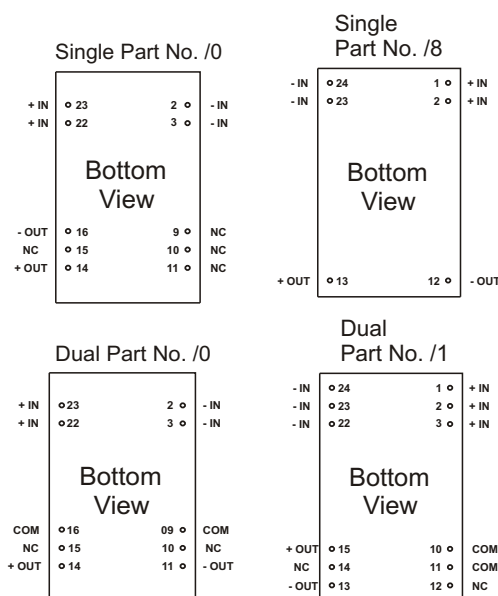 Single Part No. /0
+ IN 23 2 - IN
+ IN 22 3 - IN
Bottom
View
- OUT 16 9 NC
NC 15 10 NC
+ OUT 14 11 NC
Single
Part No. /8
- IN 24 1 + IN
- IN 23 2 + IN
Bottom
View
+ OUT 13 12 - OUT
Dual Part No. /0
+ IN 23 2 - IN
+ IN 22 3 - IN
Bottom
View
COM 16 09 COM
NC 15 10 NC
+ OUT 14 11 - OUT
Dual
Part No. /1
- IN 24 1 + IN
- IN 23 2 + IN
- IN 22 3 + IN
Bottom
View
+ OUT 15 10 COM
NC 14 11 COM
- OUT 13 12 NC